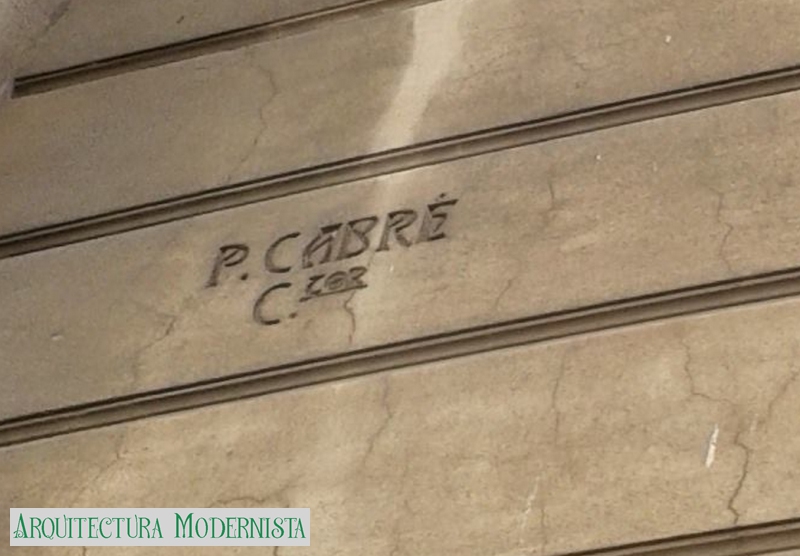 P. CABRÉ
C.TOR
ARQUITECTURA MODERNISTA